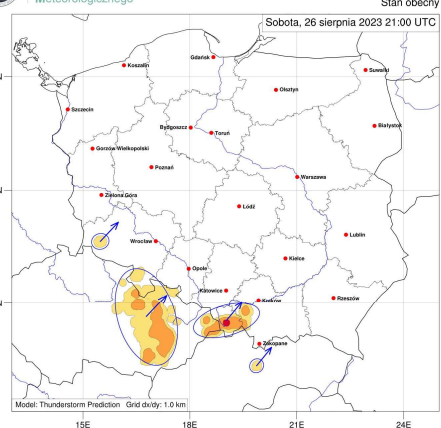 Meteorologicznego
Stan obecny
Sobota, 26 sierpnia 2023 21:00 UTC
Gdańsk
Koszalin
Suwałki
Olsztyn
Szczecin
Białystok
Bydgoszcz
Toruń
Gorzów Wielkopolski
Poznań
Warszawa
Zielona Góra
Łódź
Lublin
Wrocław
Kielce
Opole
Katowice
Rzeszów
Kraków
Zakopane
Model: Thunderstorm Prediction Grid dx/dy: 1.0 km
N
N
N
15E
18E
21E
24E